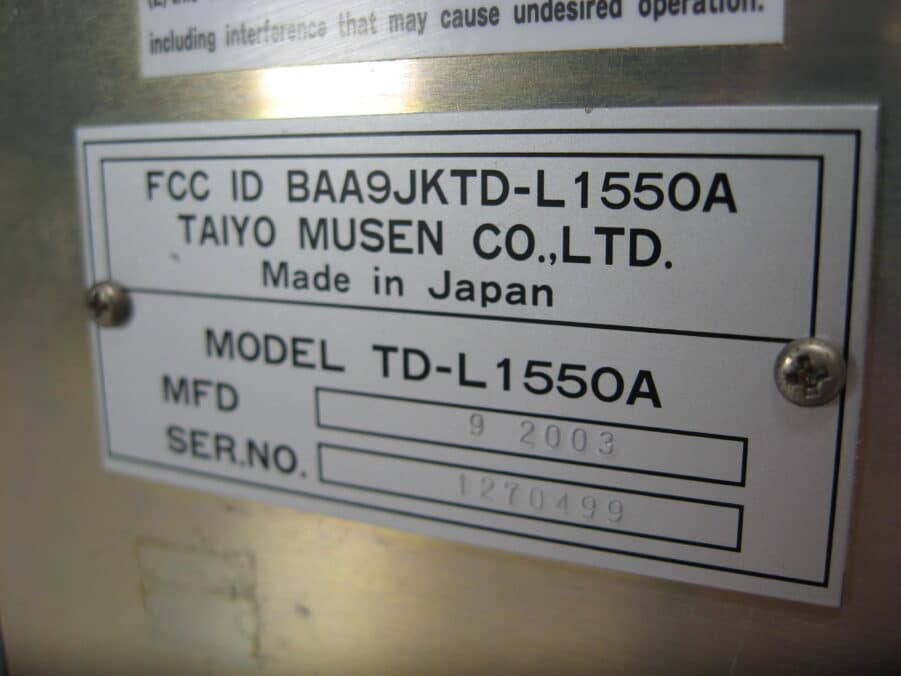 including interference that may cause undesired operation.
FCC ID BAA9JKTD-L1550A
TAIYO MUSEN CO.,LTD.
Made in Japan
MODEL TD-L1550A
MFD 9 2003
SER.NO. 1270499